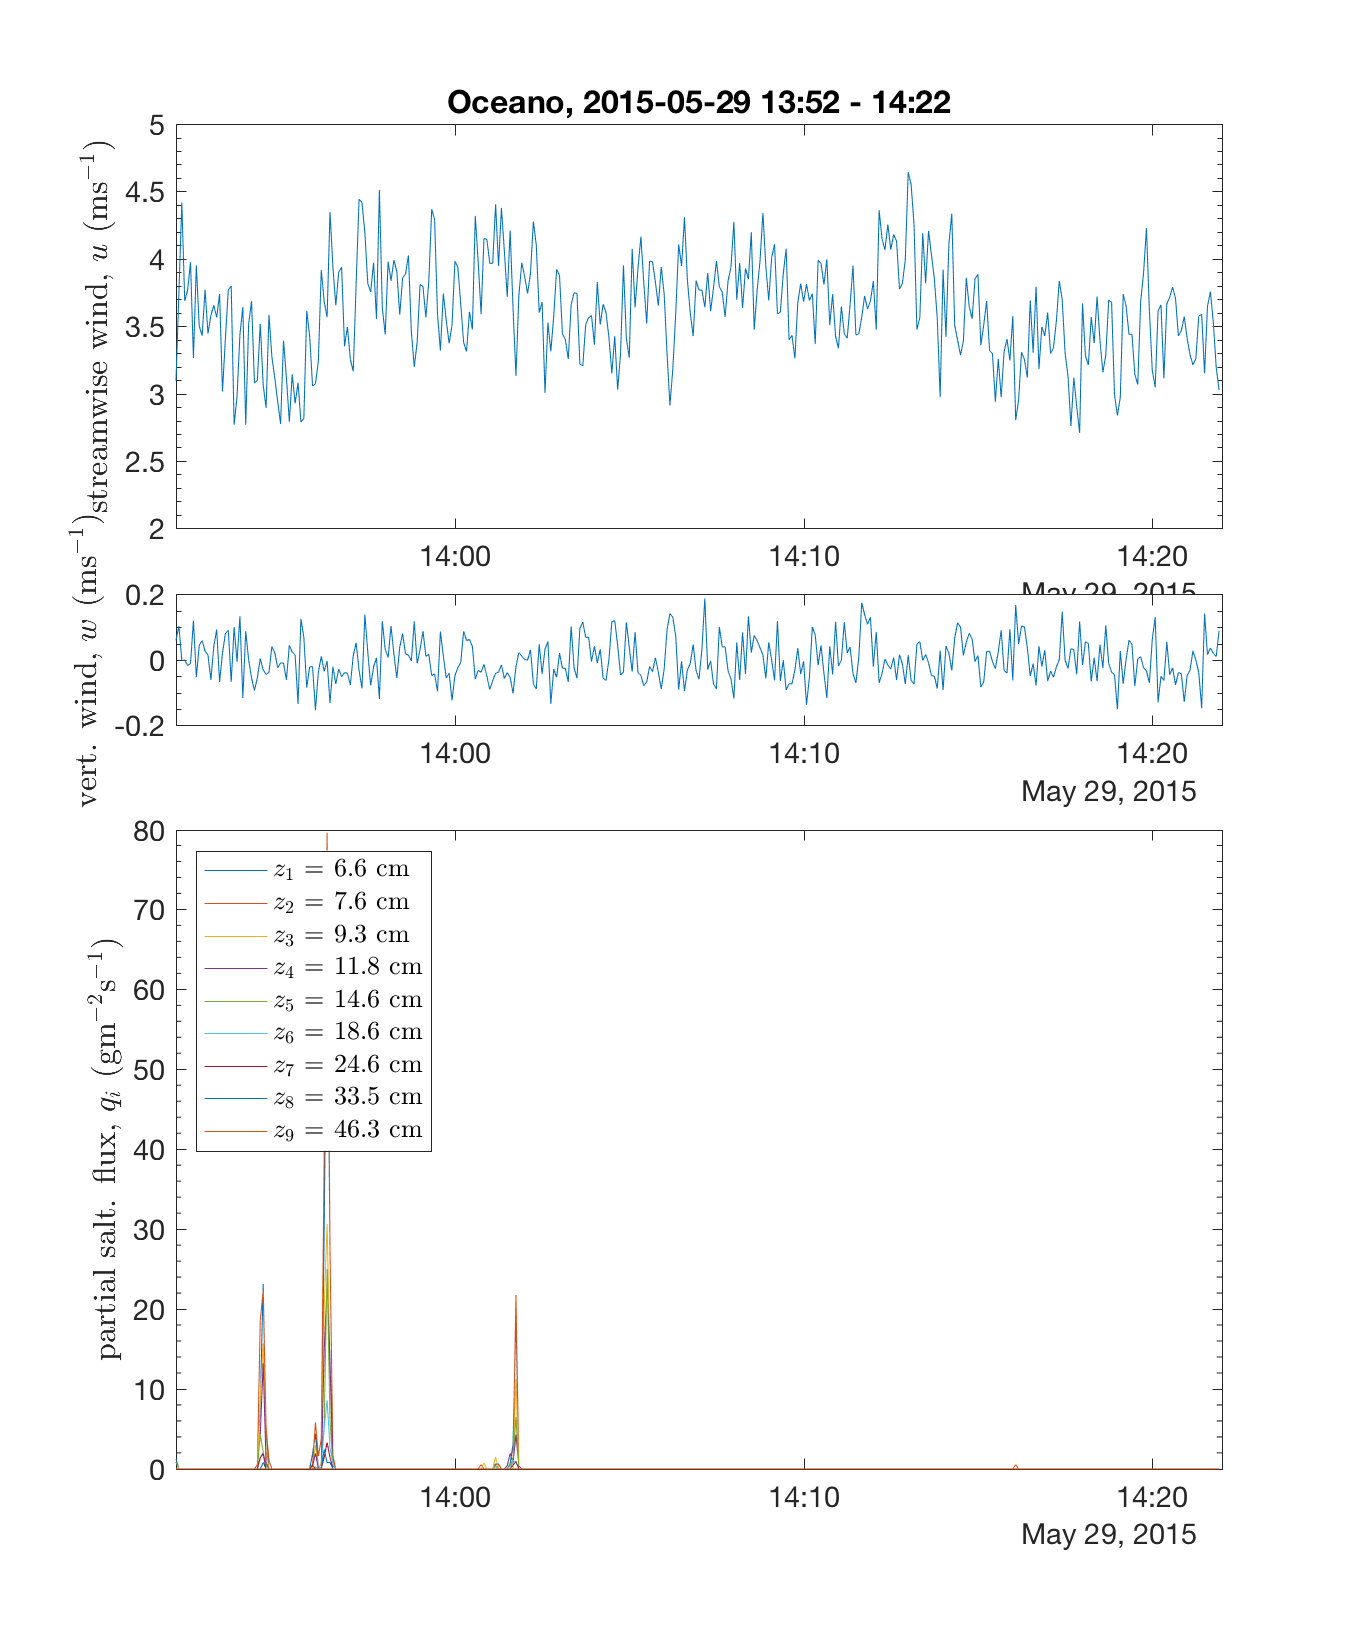 Oceano, 2015-05-29 13:52 - 14:22
streamwise wind, u (ms⁻¹)
5
4.5
4
3.5
3
2.5
2
14:00 14:10 14:20
May 29, 2015
vert. wind, w (ms⁻¹)
0.2
0
-0.2
14:00 14:10 14:20
May 29, 2015
partial salt. flux, qᵢ (gm⁻²s⁻¹)
80
70
60
50
40
30
20
10
0
z₁ = 6.6 cm
z₂ = 7.6 cm
z₃ = 9.3 cm
z₄ = 11.8 cm
z₅ = 14.6 cm
z₆ = 18.6 cm
z₇ = 24.6 cm
z₈ = 33.5 cm
z₉ = 46.3 cm
14:00 14:10 14:20
May 29, 2015